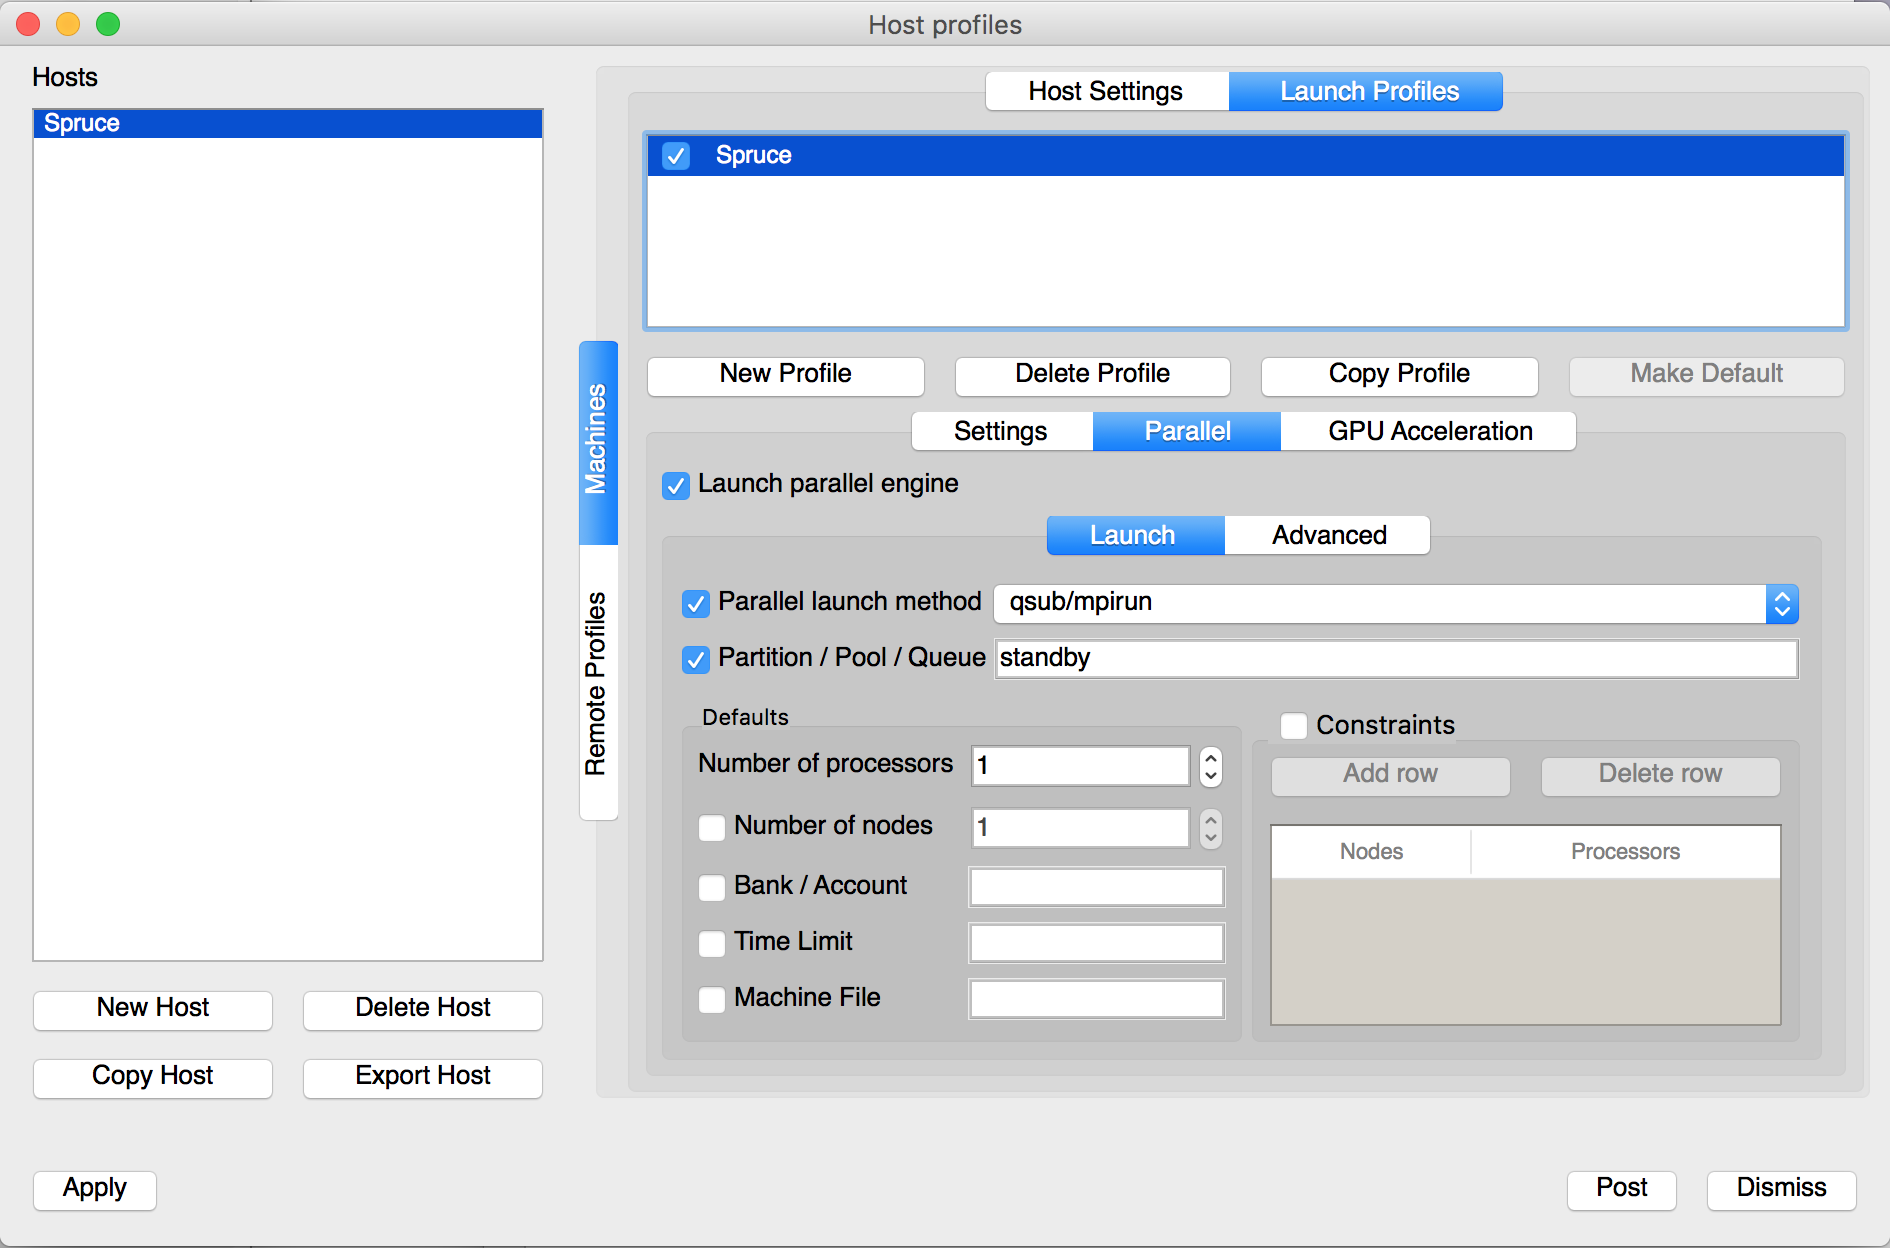 Host profiles
Hosts
Spruce
New Host
Delete Host
Copy Host
Export Host
Apply
Machines
Remote Profiles
Host Settings
Launch Profiles
Spruce
New Profile
Delete Profile
Copy Profile
Make Default
Settings
Parallel
GPU Acceleration
Launch parallel engine
Launch
Advanced
Parallel launch method
qsub/mpirun
Partition / Pool / Queue
standby
Defaults
Number of processors
1
Number of nodes
1
Bank / Account
Time Limit
Machine File
Constraints
Add row
Delete row
Nodes
Processors
Post
Dismiss